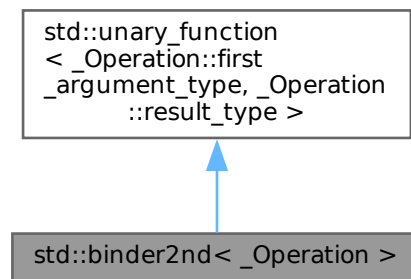 std::unary_function
< _Operation::first
_argument_type, _Operation
::result_type >
std::binder2nd< _Operation >